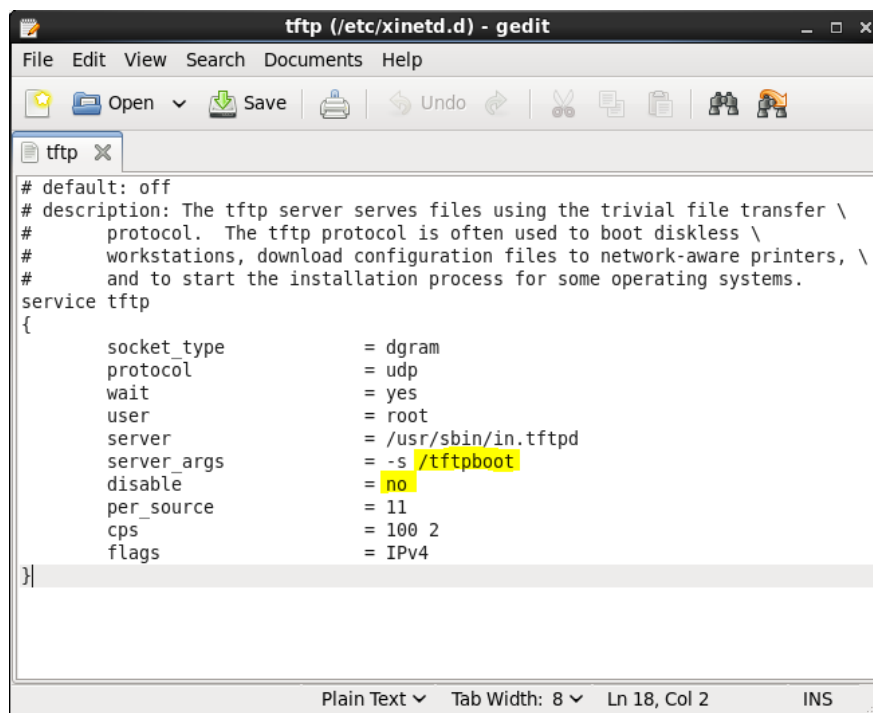 tftp (/etc/xinetd.d) - gedit
File Edit View Search Documents Help
Open Save Undo
tftp
# default: off
# description: The tftp server serves files using the trivial file transfer \
#       protocol.  The tftp protocol is often used to boot diskless \
#       workstations, download configuration files to network-aware printers, \
#       and to start the installation process for some operating systems.
service tftp
{
        socket_type             = dgram
        protocol                = udp
        wait                    = yes
        user                    = root
        server                  = /usr/sbin/in.tftpd
        server_args             = -s /tftpboot
        disable                 = no
        per_source              = 11
        cps                     = 100 2
        flags                   = IPv4
}
Plain Text Tab Width: 8 Ln 18, Col 2 INS